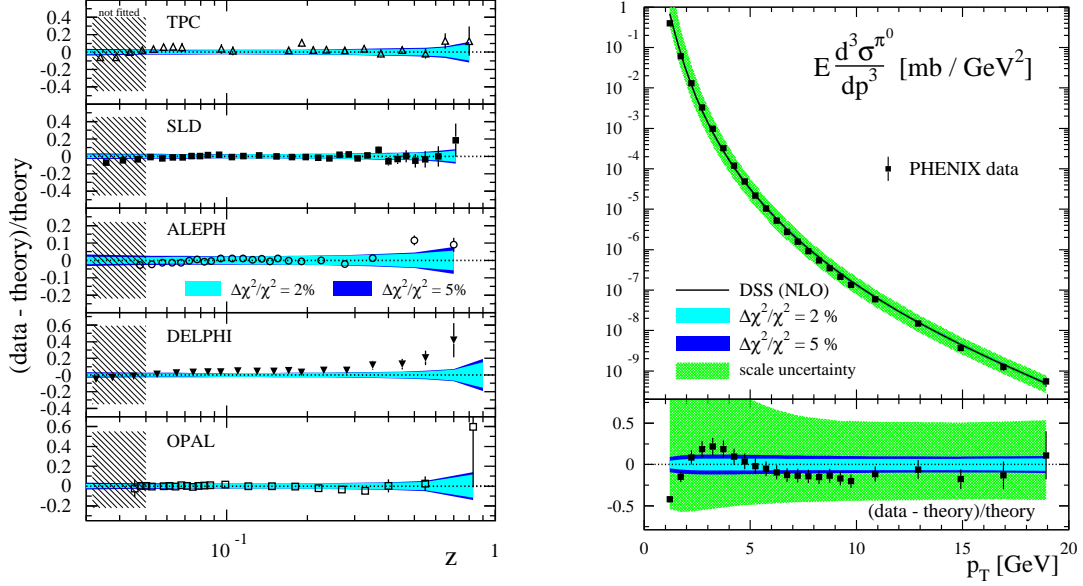 (data - theory)/theory
TPC
not fitted
0.4
0.2
0
-0.2
-0.4
SLD
0.4
0.2
0
-0.2
-0.4
ALEPH
0.2
0.1
0
-0.1
-0.2
Δχ²/χ² = 2%
Δχ²/χ² = 5%
DELPHI
0.6
0.4
0.2
-0
-0.2
-0.4
OPAL
0.6
0.4
0.2
0
-0.2
10⁻¹
z
1
E d³σ^π⁰/dp³ [mb / GeV²]
PHENIX data
1
10⁻¹
10⁻²
10⁻³
10⁻⁴
10⁻⁵
10⁻⁶
10⁻⁷
10⁻⁸
10⁻⁹
DSS (NLO)
Δχ²/χ² = 2 %
Δχ²/χ² = 5 %
scale uncertainty
0.5
0
-0.5
(data - theory)/theory
0 5 10 15 20
p_T [GeV]